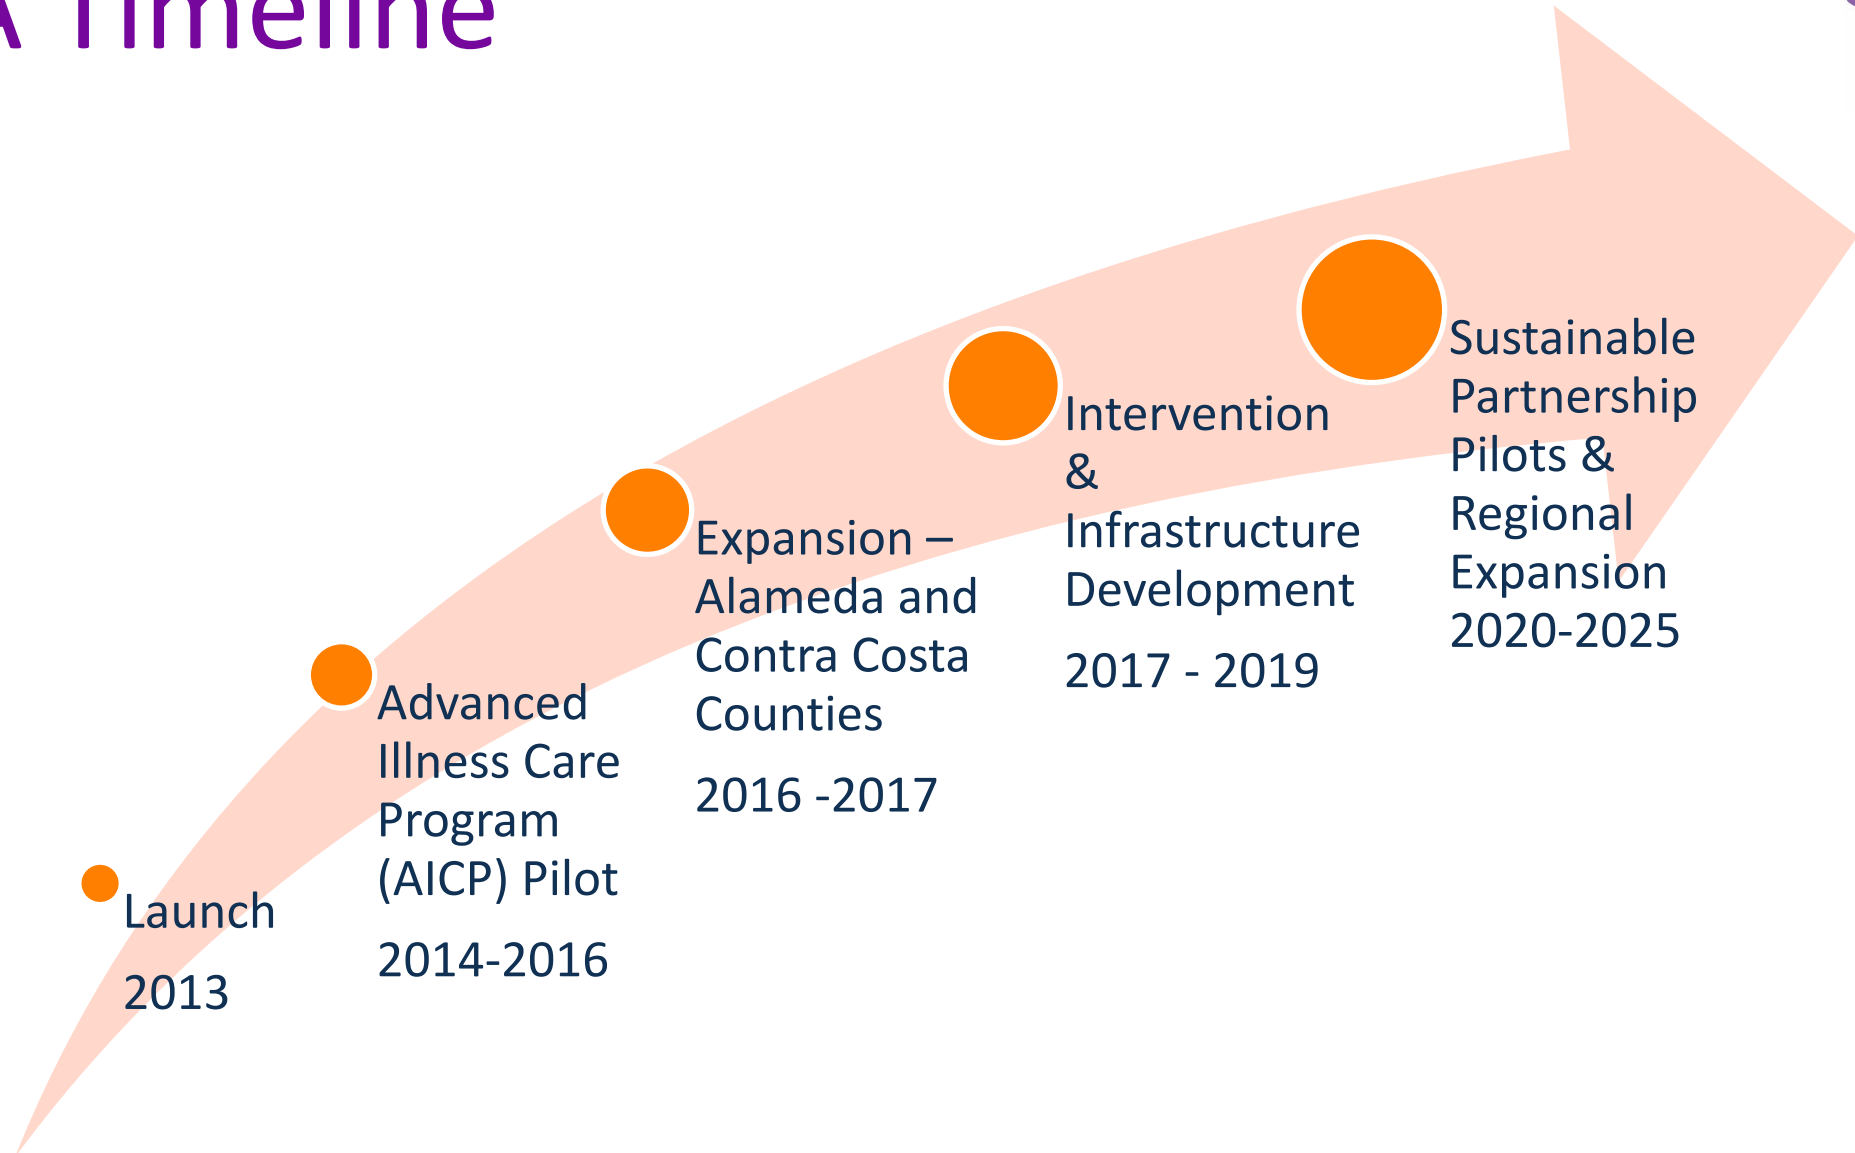 A Timeline
Launch
2013
Advanced
Illness Care
Program
(AICP) Pilot
2014-2016
Expansion –
Alameda and
Contra Costa
Counties
2016 -2017
Intervention
&
Infrastructure
Development
2017 - 2019
Sustainable
Partnership
Pilots &
Regional
Expansion
2020-2025